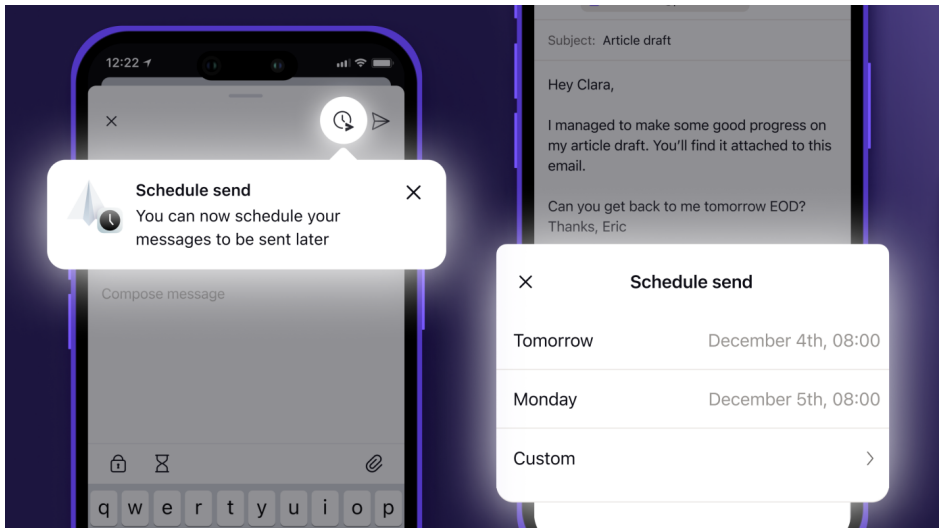 12:22
Schedule send
You can now schedule your
messages to be sent later
Compose message
q w e r t y u i o p
Subject: Article draft
Hey Clara,
I managed to make some good progress on
my article draft. You'll find it attached to this
email.
Can you get back to me tomorrow EOD?
Thanks, Eric
Schedule send
Tomorrow December 4th, 08:00
Monday December 5th, 08:00
Custom